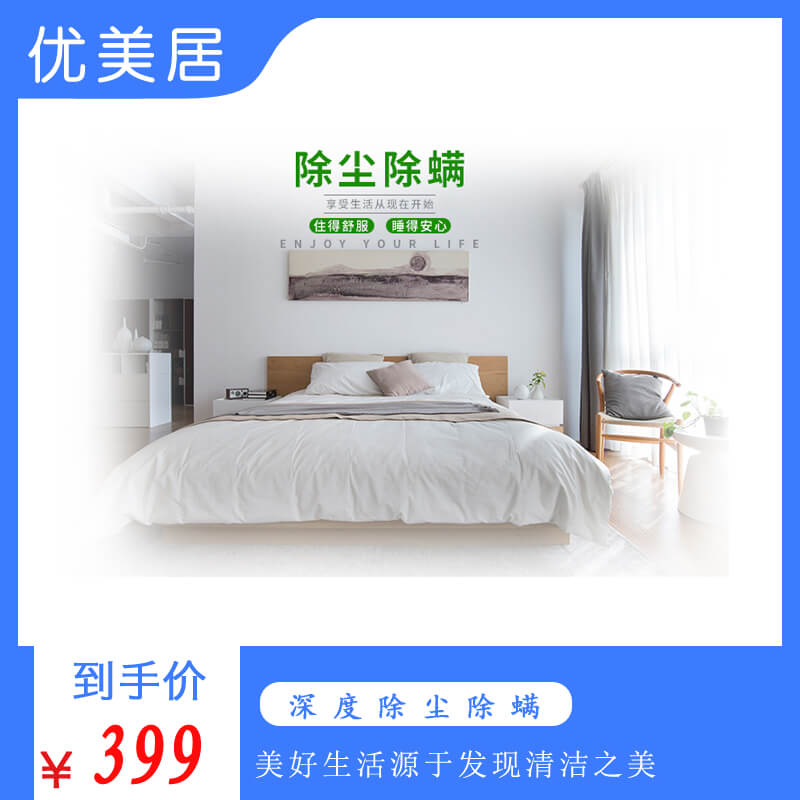 优美居
除尘除螨
享受生活从现在开始
住得舒服 睡得安心
ENJOY YOUR LIFE
到手价
¥ 399
深度除尘除螨
美好生活源于发现清洁之美